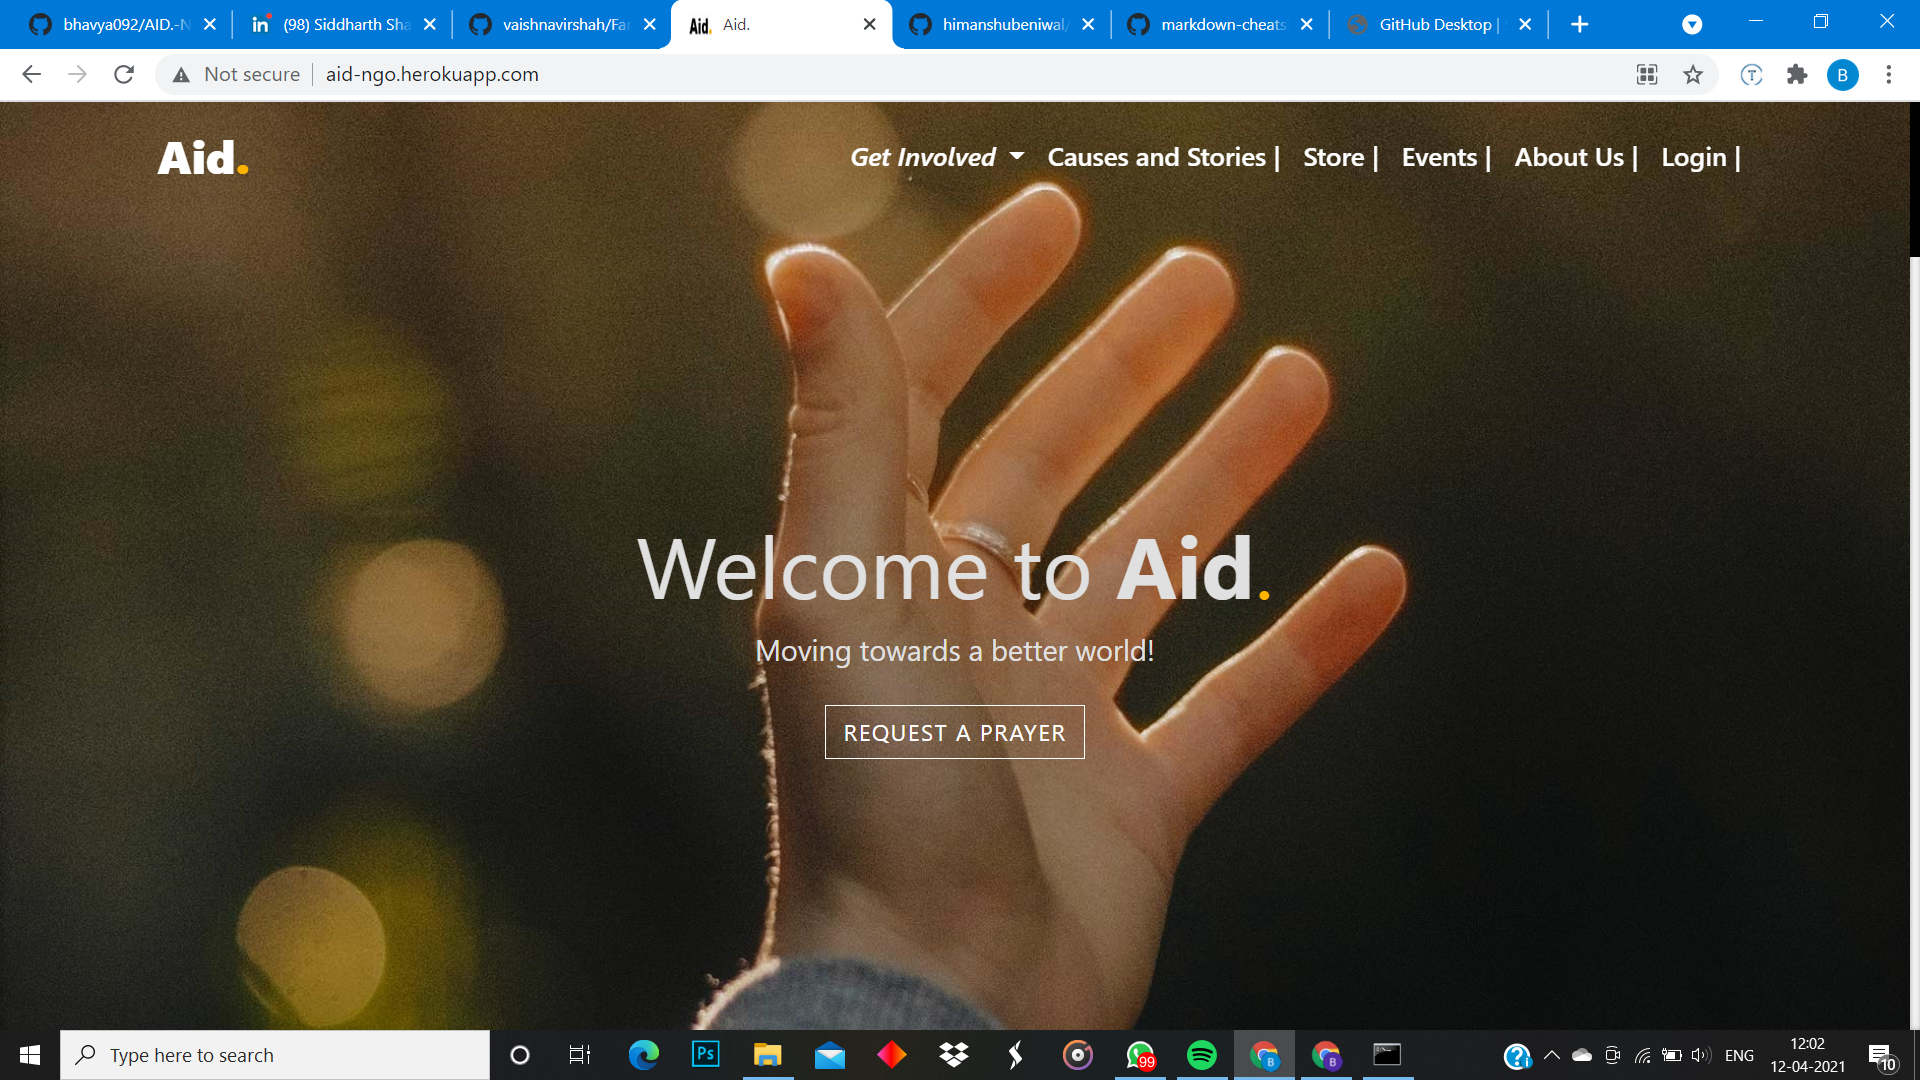 bhavya092/AID.-N
(98) Siddharth Sha
vaishnavirshah/Far
Aid. Aid.
himanshubeniwal/
markdown-cheats
GitHub Desktop |
Not secure
aid-ngo.herokuapp.com
B
Aid.
Get Involved
Causes and Stories |
Store |
Events |
About Us |
Login |
Welcome to Aid.
Moving towards a better world!
REQUEST A PRAYER
Type here to search
Ps
99
B
B
ENG
12:02
12-04-2021
10